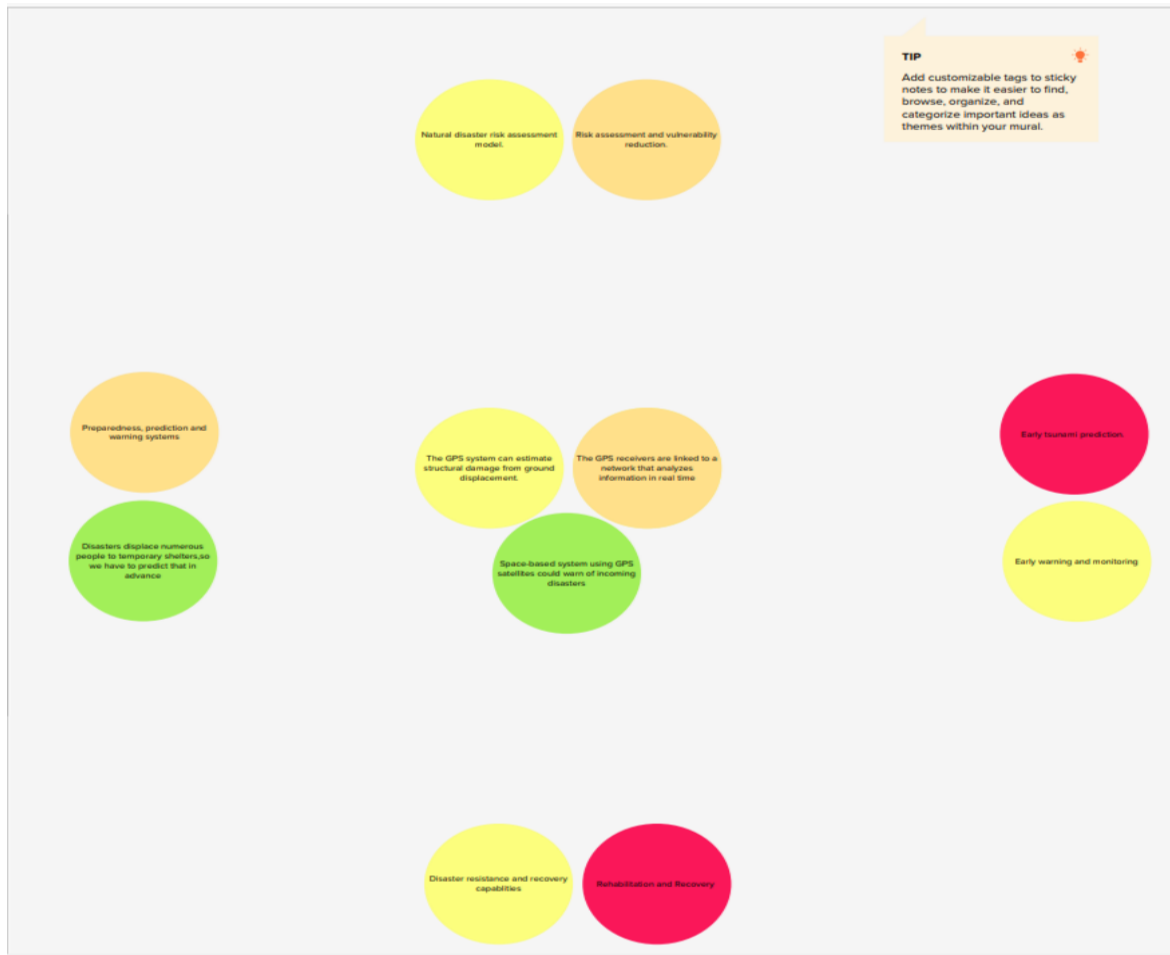 TIP
Add customizable tags to sticky
notes to make it easier to find,
browse, organize, and
categorize important ideas as
themes within your mural.
Natural disaster risk assessment
model.
Risk assessment and vulnerability
reduction.
Preparedness, prediction and
warning systems
Disasters displace numerous
people to temporary shelters,so
we have to predict that in
advance
The GPS system can estimate
structural damage from ground
displacement.
The GPS receivers are linked to a
network that analyzes
information in real time
Space-based system using GPS
satellites could warn of incoming
disasters
Early tsunami prediction.
Early warning and monitoring
Disaster resistance and recovery
capablities
Rehabilitation and Recovery